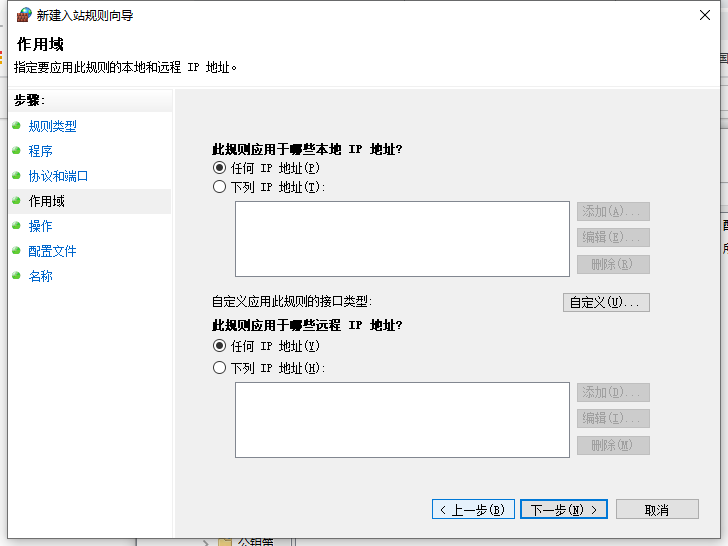 新建入站规则向导
作用域
指定要应用此规则的本地和远程 IP 地址。
步骤:
规则类型
程序
协议和端口
作用域
操作
配置文件
名称
此规则应用于哪些本地 IP 地址?
任何 IP 地址(P)
下列 IP 地址(T):
添加(A)...
编辑(E)...
删除(R)
自定义应用此规则的接口类型:
自定义(U)...
此规则应用于哪些远程 IP 地址?
任何 IP 地址(Y)
下列 IP 地址(H):
添加(D)...
编辑(I)...
删除(M)
< 上一步(B)
下一步(N) >
取消